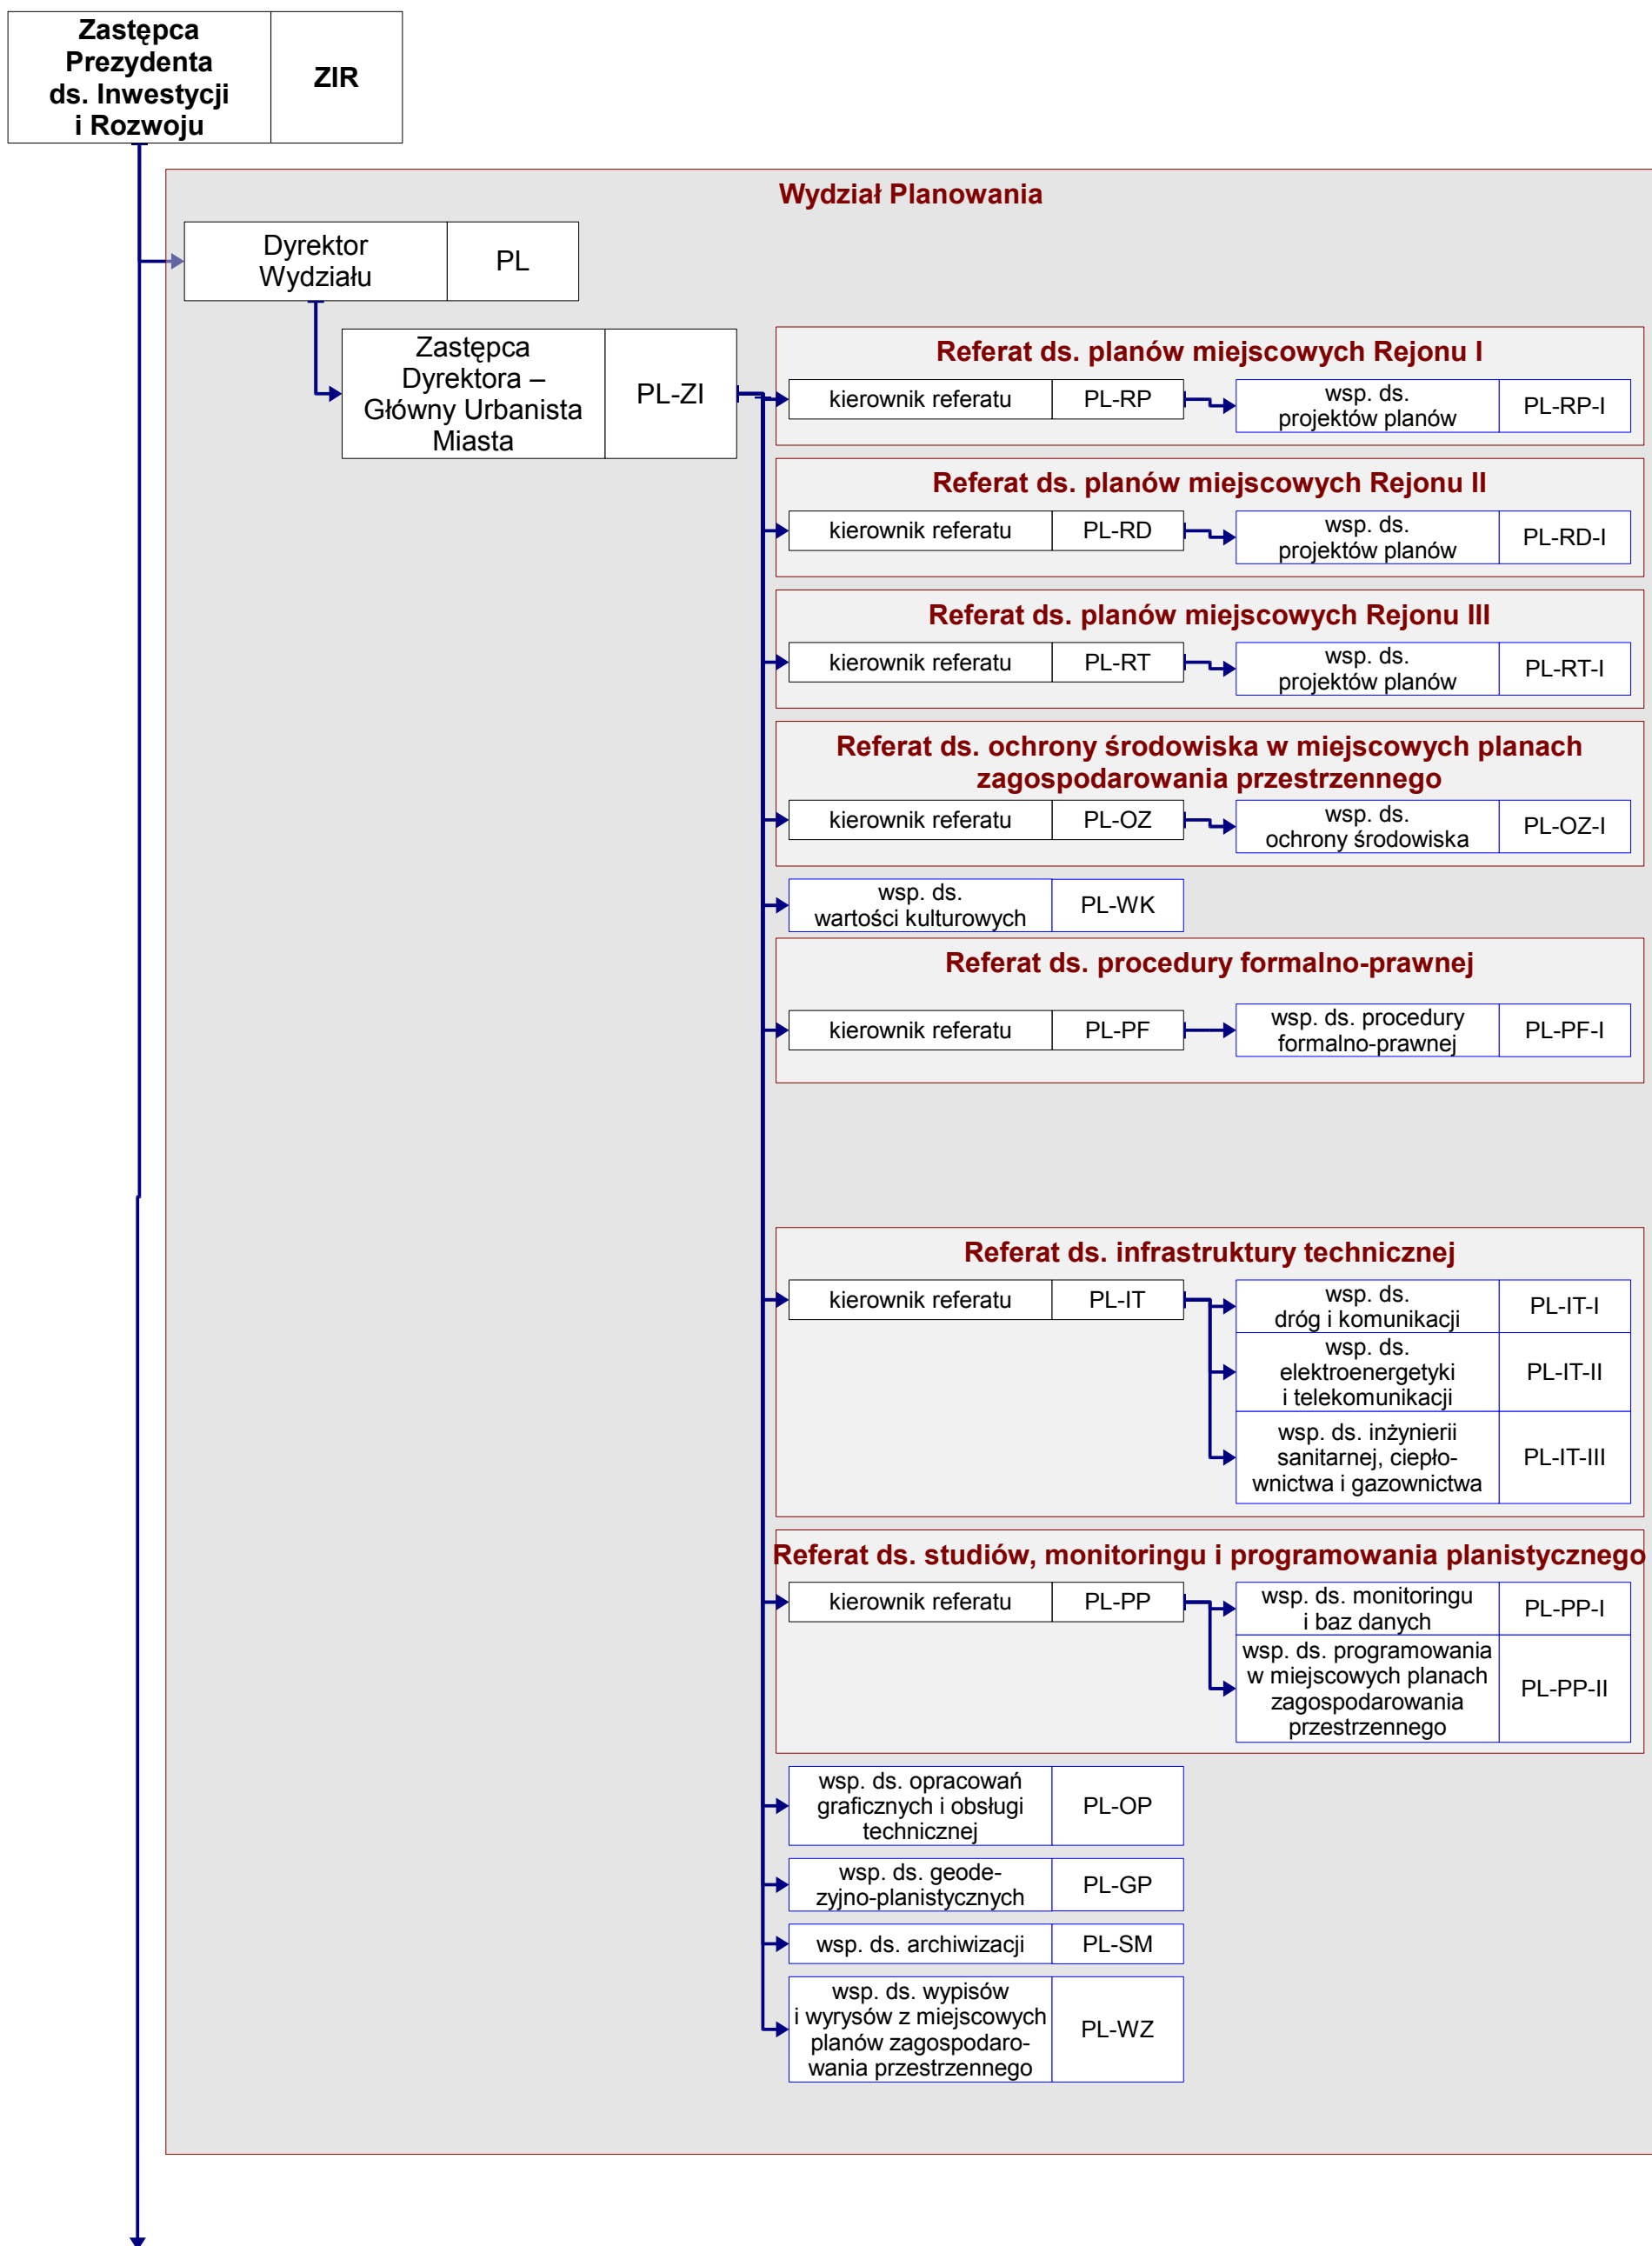 Zastępca
Prezydenta
ds. Inwestycji
i Rozwoju
ZIR
Wydział Planowania
Dyrektor
Wydziału
PL
Zastępca
Dyrektora –
Główny Urbanista
Miasta
PL-ZI
Referat ds. planów miejscowych Rejonu I
kierownik referatu
PL-RP
wsp. ds.
projektów planów
PL-RP-I
Referat ds. planów miejscowych Rejonu II
kierownik referatu
PL-RD
wsp. ds.
projektów planów
PL-RD-I
Referat ds. planów miejscowych Rejonu III
kierownik referatu
PL-RT
wsp. ds.
projektów planów
PL-RT-I
Referat ds. ochrony środowiska w miejscowych planach
zagospodarowania przestrzennego
kierownik referatu
PL-OZ
wsp. ds.
ochrony środowiska
PL-OZ-I
wsp. ds.
wartości kulturowych
PL-WK
Referat ds. procedury formalno-prawnej
kierownik referatu
PL-PF
wsp. ds. procedury
formalno-prawnej
PL-PF-I
Referat ds. infrastruktury technicznej
kierownik referatu
PL-IT
wsp. ds.
dróg i komunikacji
PL-IT-I
wsp. ds.
elektroenergetyki
i telekomunikacji
PL-IT-II
wsp. ds. inżynierii
sanitarnej, ciepło-
wnictwa i gazownictwa
PL-IT-III
Referat ds. studiów, monitoringu i programowania planistycznego
kierownik referatu
PL-PP
wsp. ds. monitoringu
i baz danych
PL-PP-I
wsp. ds. programowania
w miejscowych planach
zagospodarowania
przestrzennego
PL-PP-II
wsp. ds. opracowań
graficznych i obsługi
technicznej
PL-OP
wsp. ds. geode-
zyjno-planistycznych
PL-GP
wsp. ds. archiwizacji
PL-SM
wsp. ds. wypisów
i wyrysów z miejscowych
planów zagospodaro-
wania przestrzennego
PL-WZ